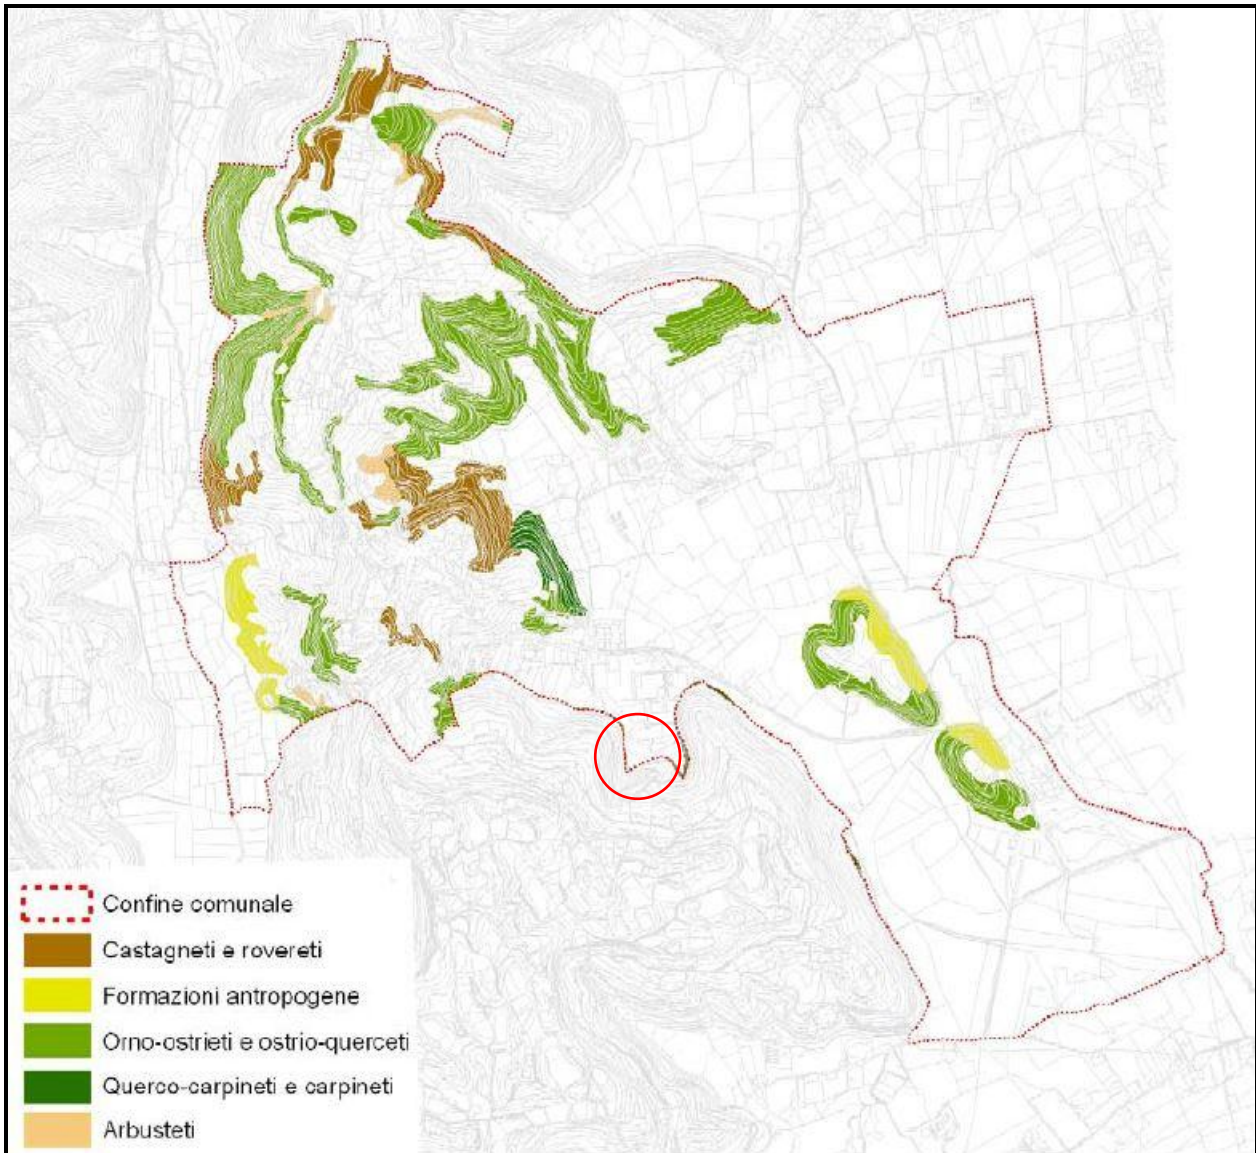 Confine comunale
Castagneti e rovereti
Formazioni antropogene
Orno-ostrieti e ostrio-querceti
Querco-carpineti e carpineti
Arbusteti